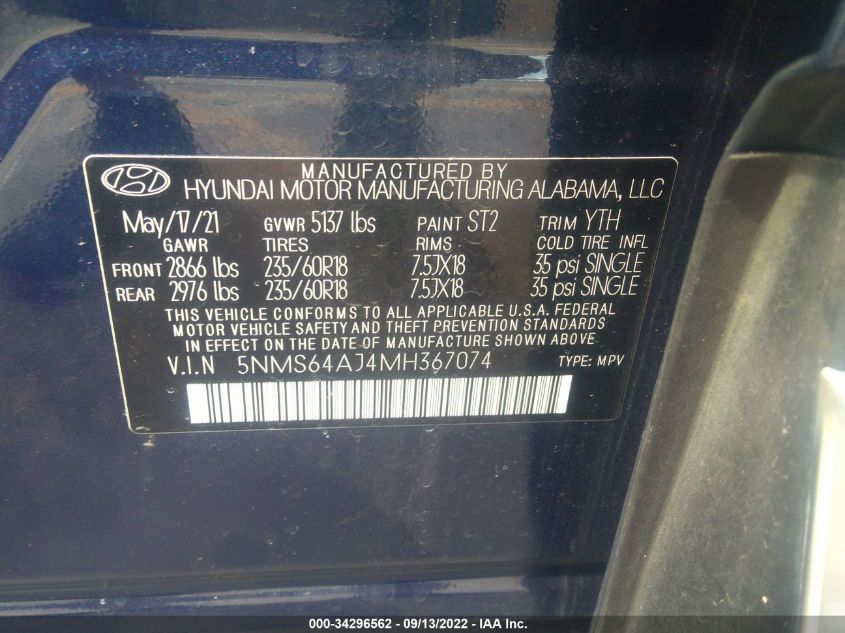 MANUFACTURED BY
HYUNDAI MOTOR MANUFACTURING ALABAMA, LLC
May/17/21 GVWR 5137 lbs PAINT ST2 TRIM YTH
GAWR TIRES RIMS COLD TIRE INFL
FRONT 2866 lbs 235/60R18 7.5JX18 35 psi SINGLE
REAR 2976 lbs 235/60R18 7.5JX18 35 psi SINGLE
THIS VEHICLE CONFORMS TO ALL APPLICABLE U.S.A. FEDERAL
MOTOR VEHICLE SAFETY AND THEFT PREVENTION STANDARDS
IN EFFECT ON THE DATE OF MANUFACTURE SHOWN ABOVE
V.I.N 5NMS64AJ4MH367074 TYPE: MPV
000-34296562 - 09/13/2022 - IAA Inc.